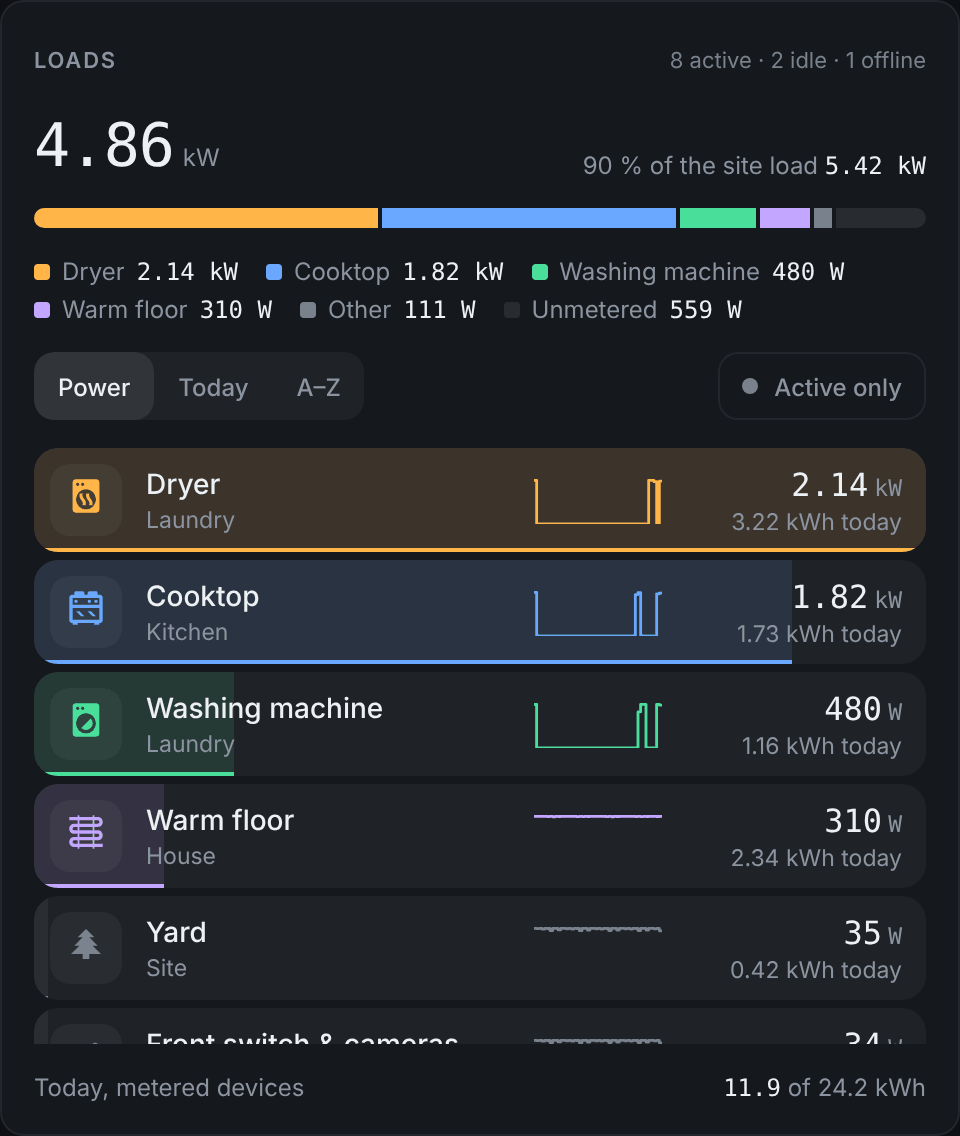 LOADS 8 active · 2 idle · 1 offline
4.86 kW 90 % of the site load 5.42 kW
Dryer 2.14 kW Cooktop 1.82 kW Washing machine 480 W
Warm floor 310 W Other 111 W Unmetered 559 W
Power Today A–Z Active only
Dryer 2.14 kW
Laundry 3.22 kWh today
Cooktop 1.82 kW
Kitchen 1.73 kWh today
Washing machine 480 W
Laundry 1.16 kWh today
Warm floor 310 W
House 2.34 kWh today
Yard 35 W
Site 0.42 kWh today
Front switch & cameras 34 W
Today, metered devices 11.9 of 24.2 kWh